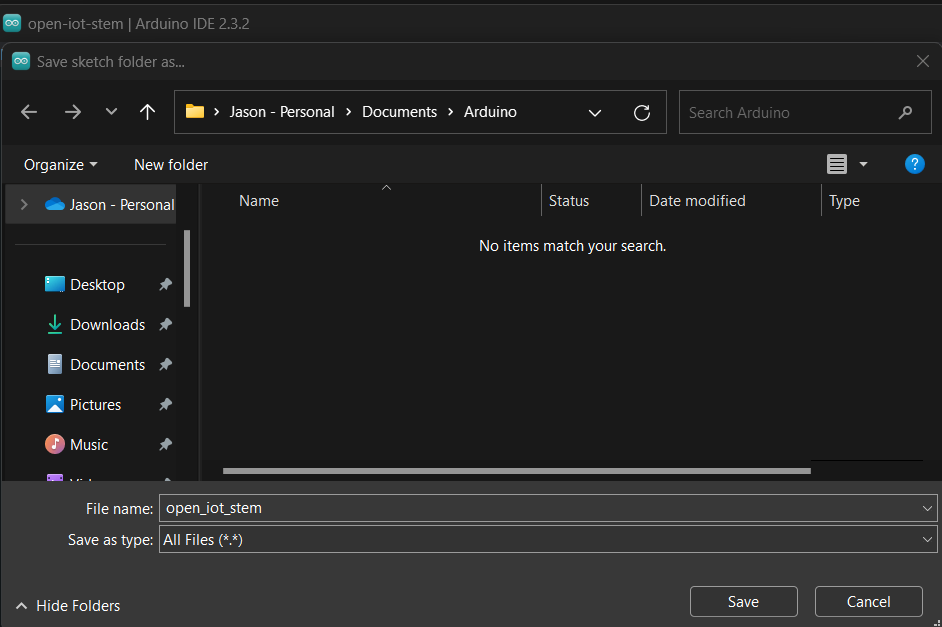 open-iot-stem | Arduino IDE 2.3.2
Save sketch folder as...
Jason - Personal > Documents > Arduino
Search Arduino
Organize
New folder
?
Jason - Personal
Name
Status
Date modified
Type
No items match your search.
Desktop
Downloads
Documents
Pictures
Music
File name: open_iot_stem
Save as type: All Files (*.*)
Hide Folders
Save
Cancel